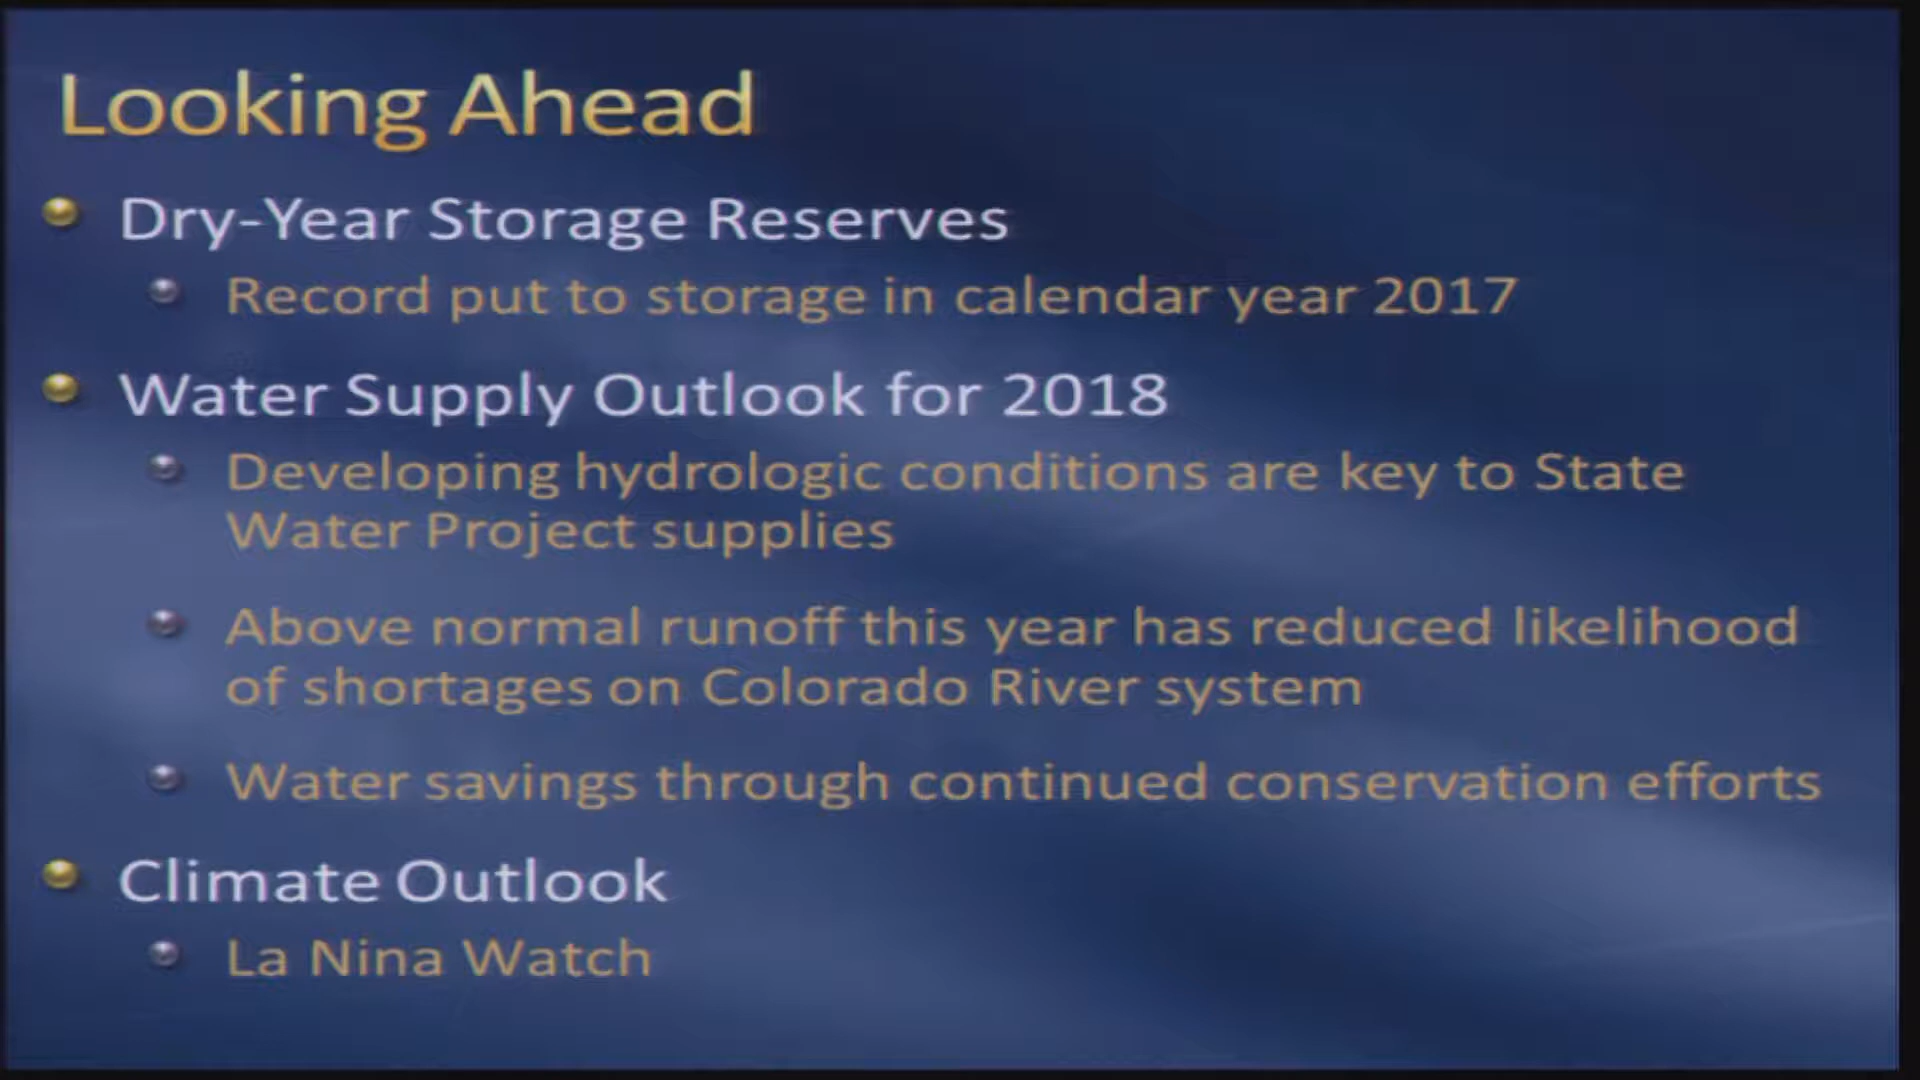 Looking Ahead
Dry-Year Storage Reserves
Record put to storage in calendar year 2017
Water Supply Outlook for 2018
Developing hydrologic conditions are key to State
Water Project supplies
Above normal runoff this year has reduced likelihood
of shortages on Colorado River system
Water savings through continued conservation efforts
Climate Outlook
La Nina Watch